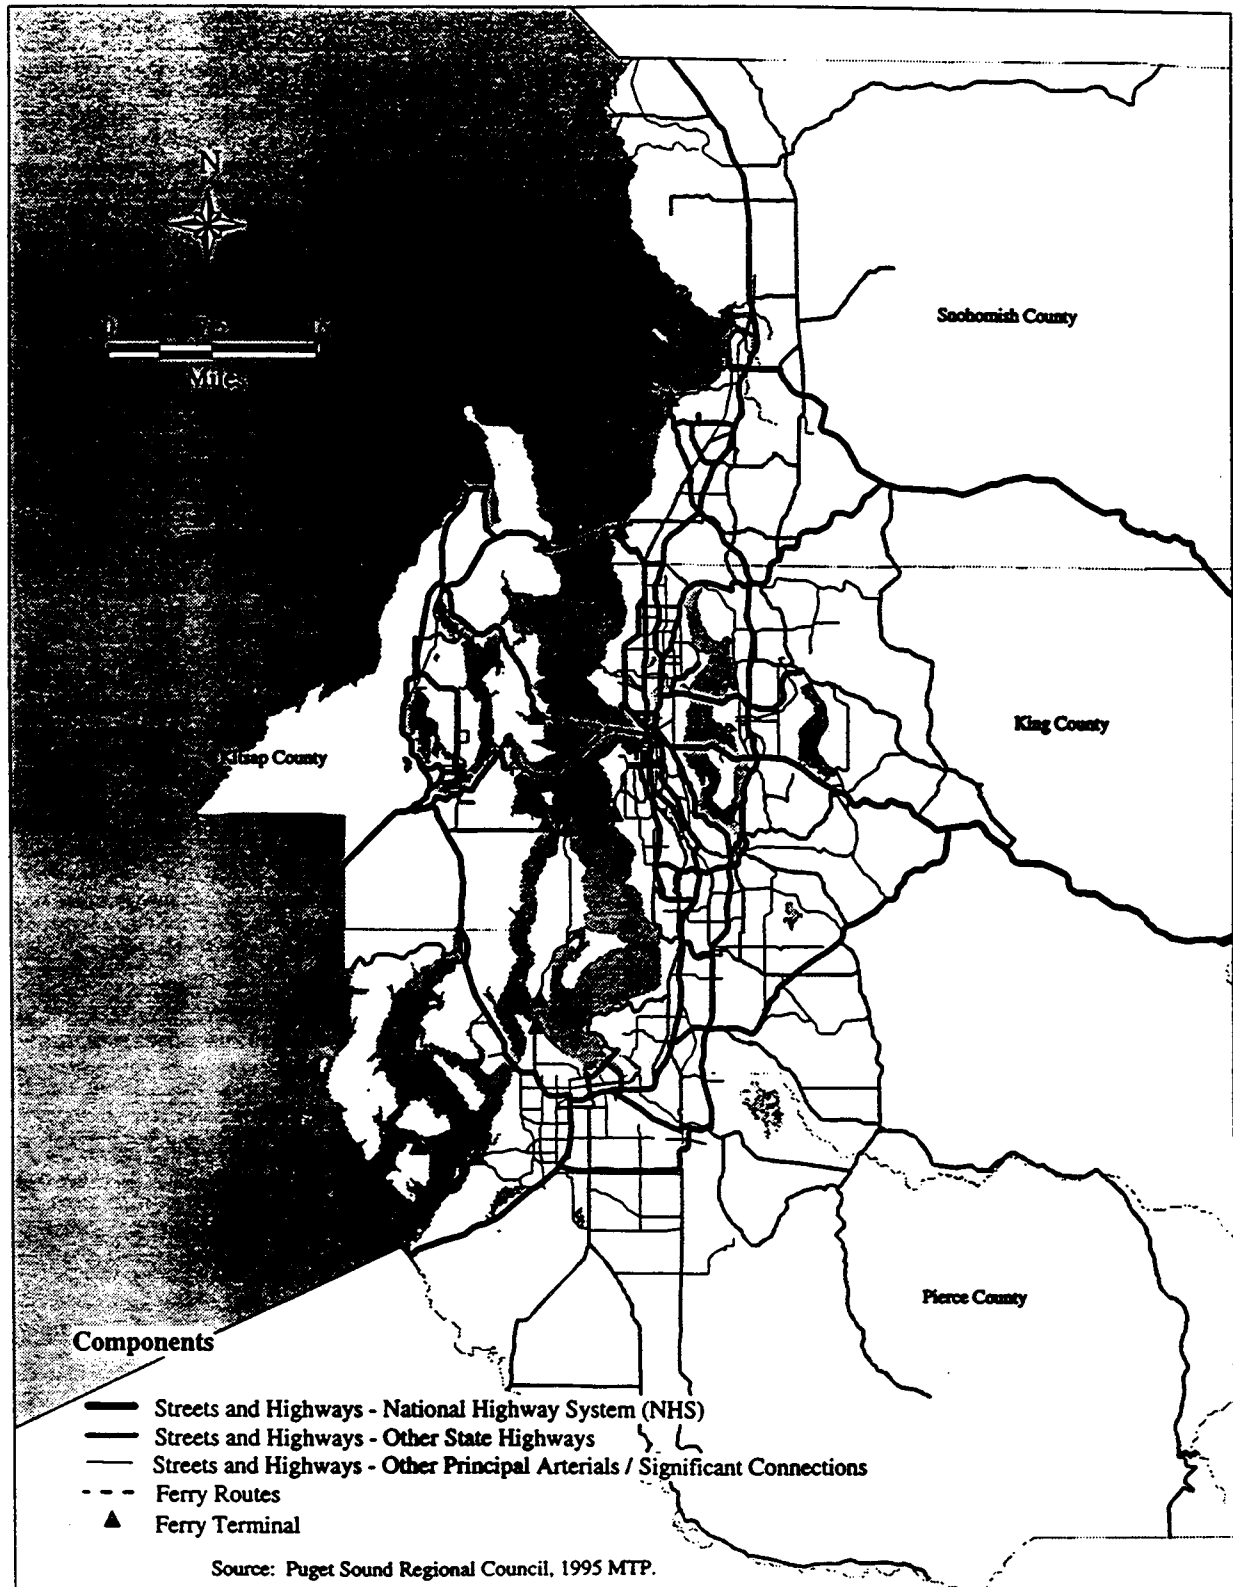 N
Miles
Snohomish County
King County
Kitsap County
Pierce County
Components
Streets and Highways - National Highway System (NHS)
Streets and Highways - Other State Highways
Streets and Highways - Other Principal Arterials / Significant Connections
Ferry Routes
Ferry Terminal
Source: Puget Sound Regional Council, 1995 MTP.